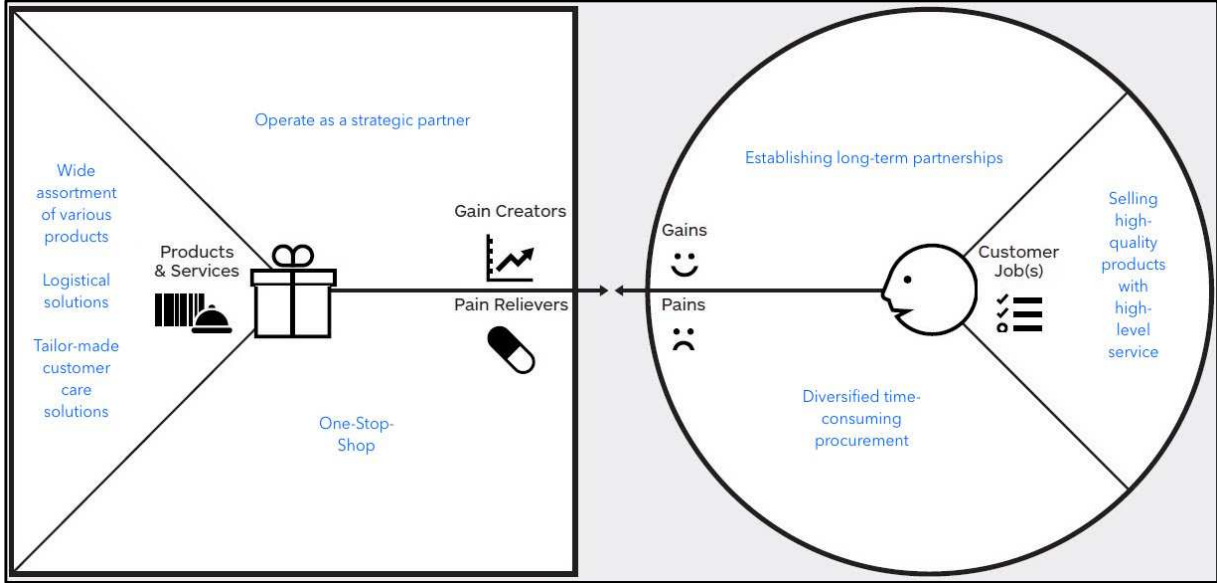 Operate as a strategic partner
Wide
assortment
of various
products
Logistical
solutions
Tailor-made
customer
care
solutions
Products
& Services
Gain Creators
Pain Relievers
One-Stop-
Shop
Establishing long-term partnerships
Gains
Pains
Diversified time-
consuming
procurement
Customer
Job(s)
Selling
high-
quality
products
with
high-
level
service